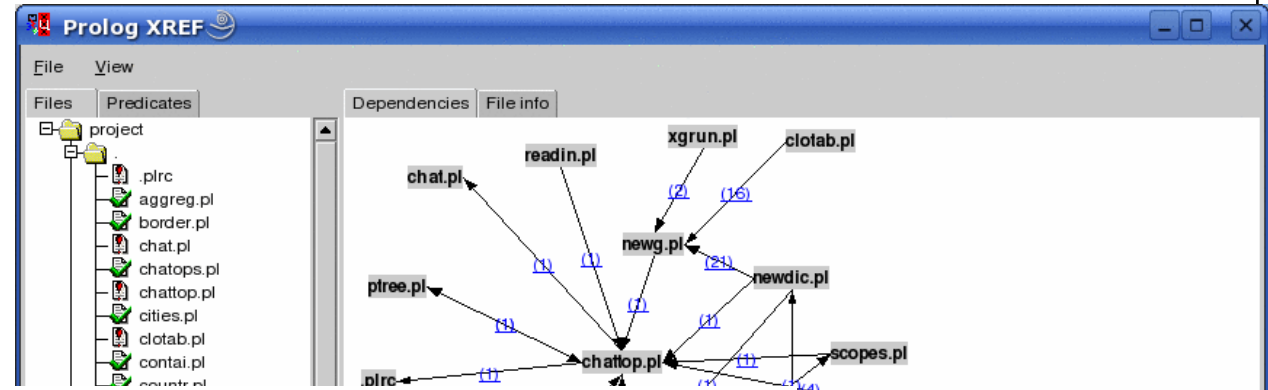 Prolog XREF
File View
Files Predicates
Dependencies File info
project
.
.plrc
aggreg.pl
border.pl
chat.pl
chatops.pl
chattop.pl
cities.pl
clotab.pl
contai.pl
countr.pl
xgrun.pl
clotab.pl
readin.pl
chat.pl
(2)
(16)
newg.pl
(1)
(1)
(21)
newdic.pl
ptree.pl
(1)
(1)
(1)
chattop.pl
(1)
scopes.pl
.plrc
(1)
(1)
(4)